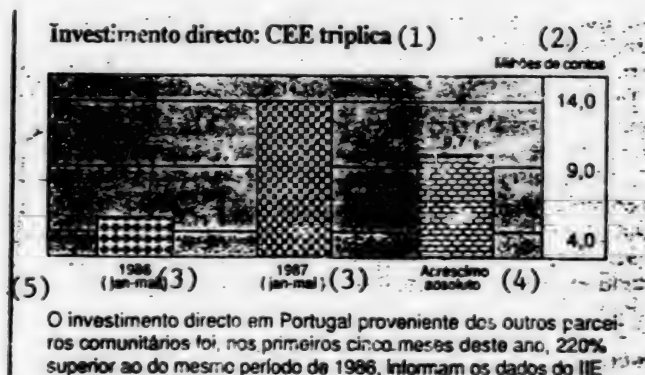 Investimento directo: CEE triplica (1) (2)
Milhões de contos
14,0
9,7
9,0
4,0
1986 (3) 1987 (3) Acréscimo (4)
(5) (jan-mai) (jan-mai) absoluto
O investimento directo em Portugal proveniente dos outros parcei-
ros comunitários foi, nos primeiros cinco meses deste ano, 220%
superior ao do mesmo período de 1986, informam os dados do IIE